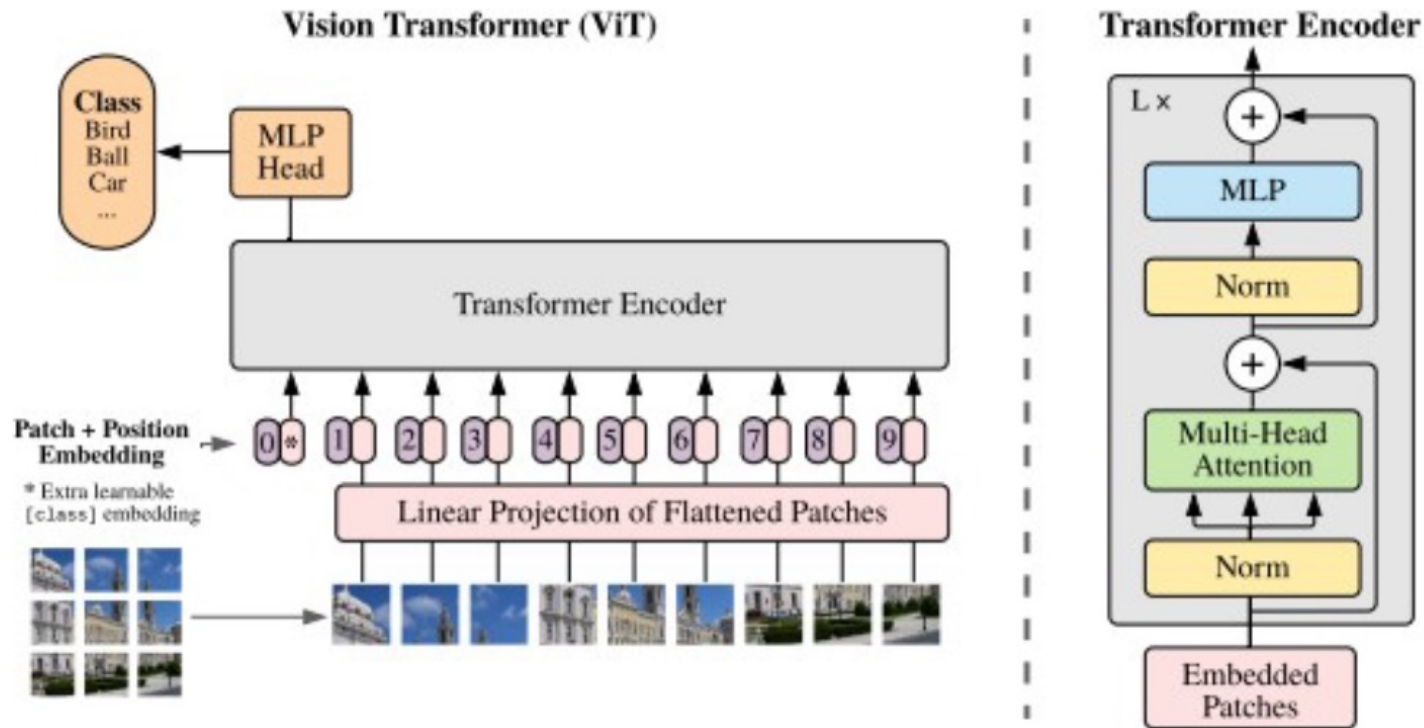 Vision Transformer (ViT)
Class
Bird
Ball
Car
...
MLP
Head
Transformer Encoder
Patch + Position
Embedding
* Extra learnable
[class] embedding
0 *
1
2
3
4
5
6
7
8
9
Linear Projection of Flattened Patches
Transformer Encoder
L ×
+
MLP
Norm
+
Multi-Head
Attention
Norm
Embedded
Patches